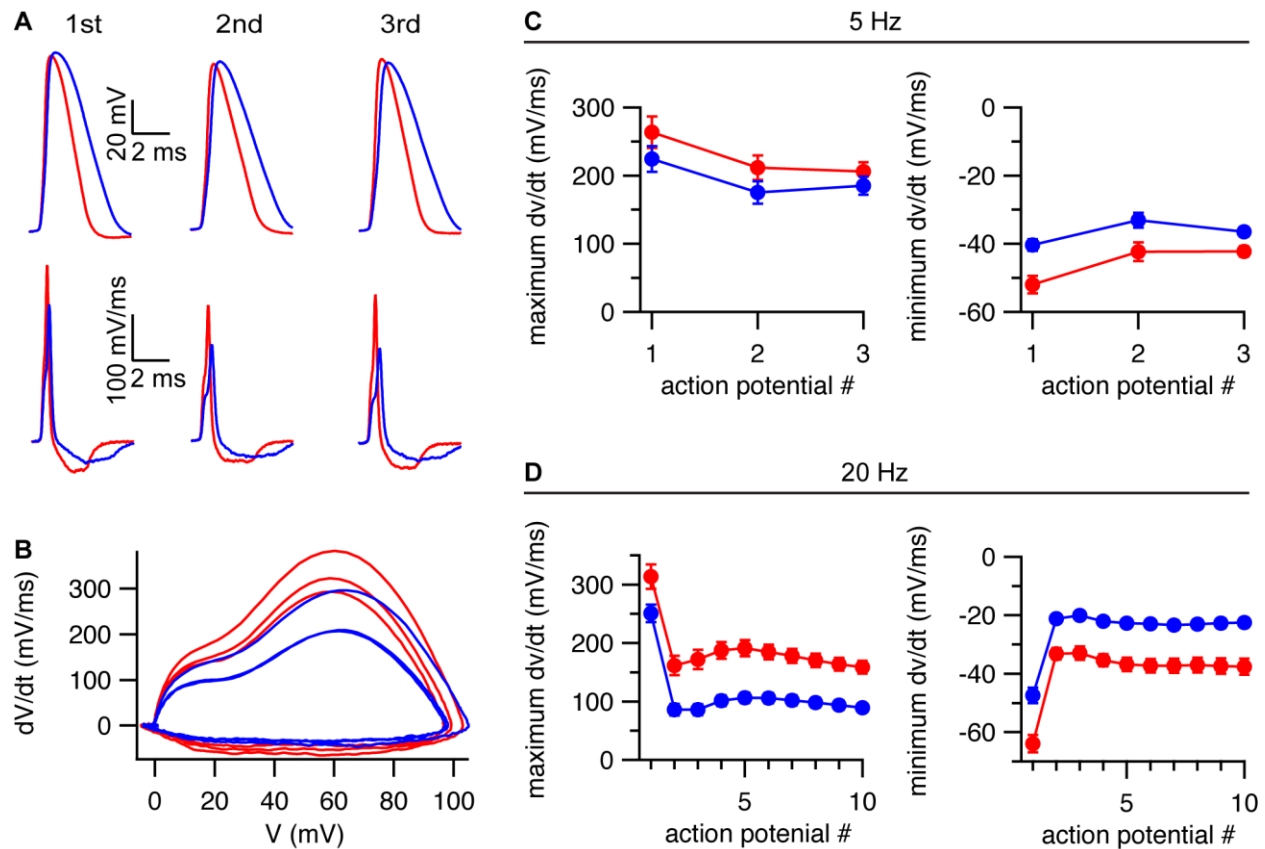 A 1st 2nd 3rd
20 mV
2 ms
100 mV/ms
2 ms
B
dV/dt (mV/ms)
300
200
100
0
0 20 40 60 80 100
V (mV)
C 5 Hz
maximum dv/dt (mV/ms)
300
200
100
0
1 2 3
action potential #
minimum dv/dt (mV/ms)
0
-20
-40
-60
1 2 3
action potential #
D 20 Hz
maximum dv/dt (mV/ms)
300
200
100
0
5 10
action potenial #
minimum dv/dt (mV/ms)
0
-20
-40
-60
5 10
action potential #